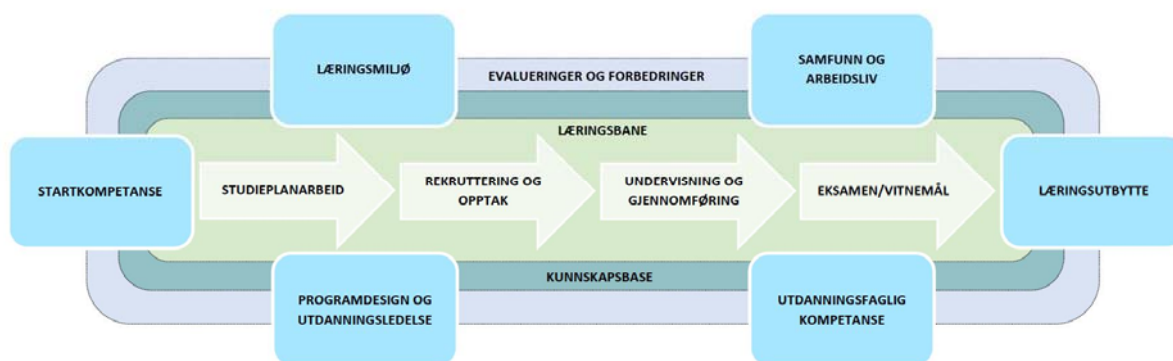 LÆRINGSMILJØ
EVALUERINGER OG FORBEDRINGER
SAMFUNN OG
ARBEIDSLIV
LÆRINGSBANE
STARTKOMPETANSE
STUDIEPLANARBEID
REKRUTTERING OG
OPPTAK
UNDERVISNING OG
GJENNOMFØRING
EKSAMEN/VITNEMÅL
LÆRINGSUTBYTTE
KUNNSKAPSBASE
PROGRAMDESIGN OG
UTDANNINGSLEDELSE
UTDANNINGSFAGLIG
KOMPETANSE